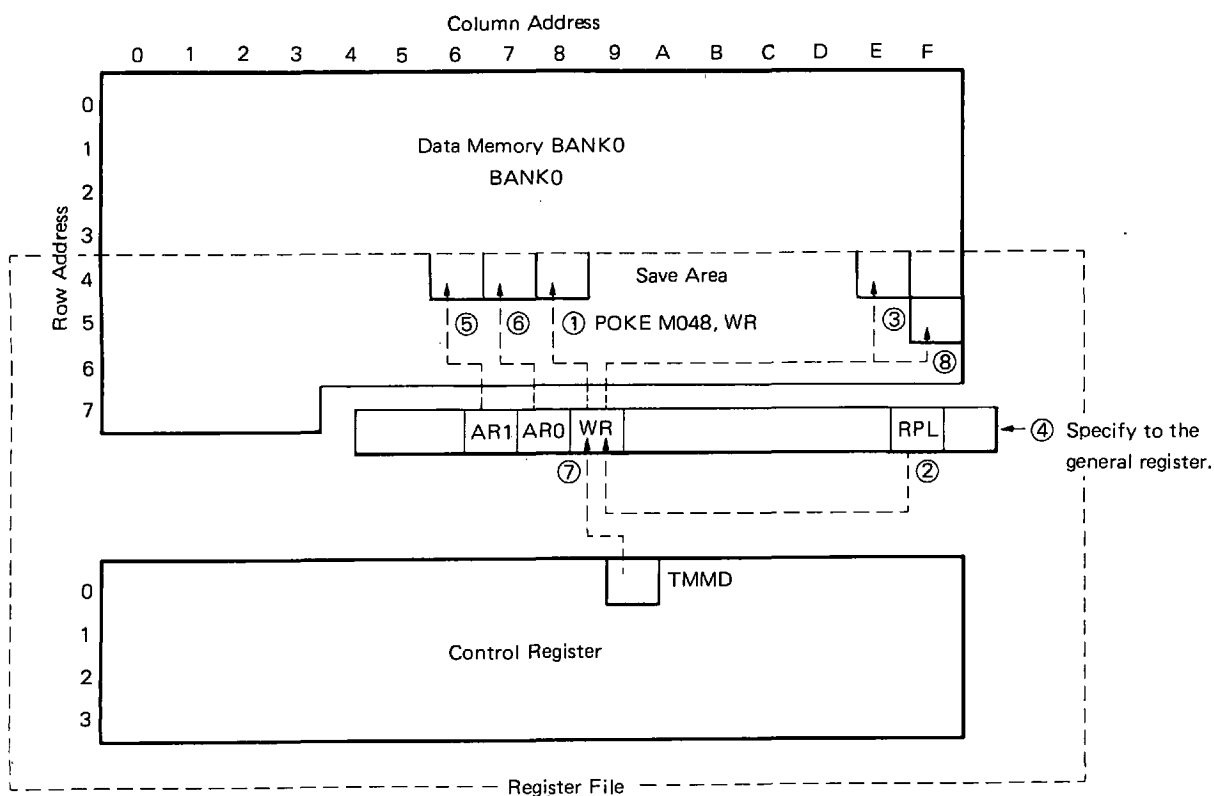 Column Address
0 1 2 3 4 5 6 7 8 9 A B C D E F
Row Address
0
1
2
3
4
5
6
7
Data Memory BANK0
BANK0
Save Area
⑤ ⑥ ① POKE M048, WR ③
⑧
AR1 AR0 WR RPL ④ Specify to the
general register.
⑦ ②
TMMD
0
1
2
3
Control Register
Register File